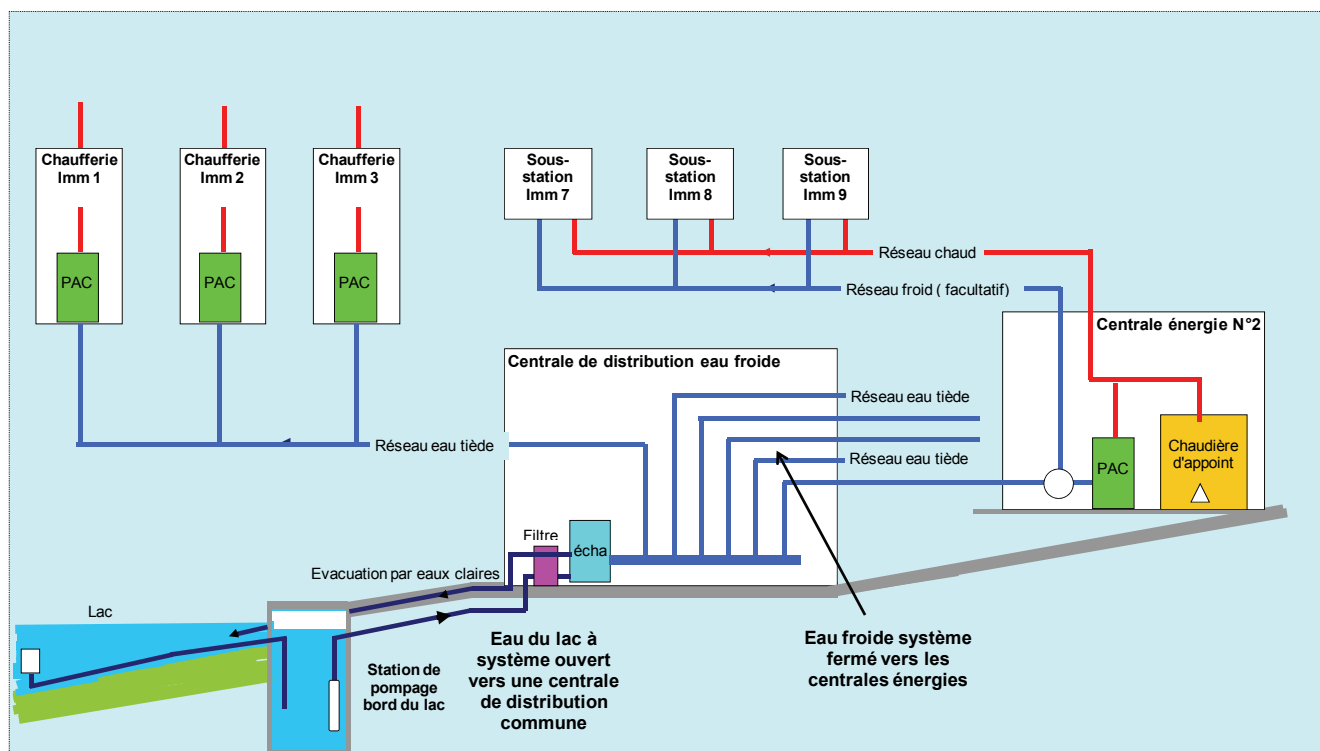 Chaufferie
Imm 1
Chaufferie
Imm 2
Chaufferie
Imm 3
PAC
PAC
PAC
Sous-
station
Imm 7
Sous-
station
Imm 8
Sous-
station
Imm 9
Réseau chaud
Réseau froid ( facultatif)
Centrale énergie N°2
PAC
Chaudière
d'appoint
Centrale de distribution eau froide
Réseau eau tiède
Réseau eau tiède
Réseau eau tiède
Filtre
écha
Evacuation par eaux claires
Lac
Station de
pompage
bord du lac
Eau du lac à
système ouvert
vers une centrale
de distribution
commune
Eau froide système
fermé vers les
centrales énergies